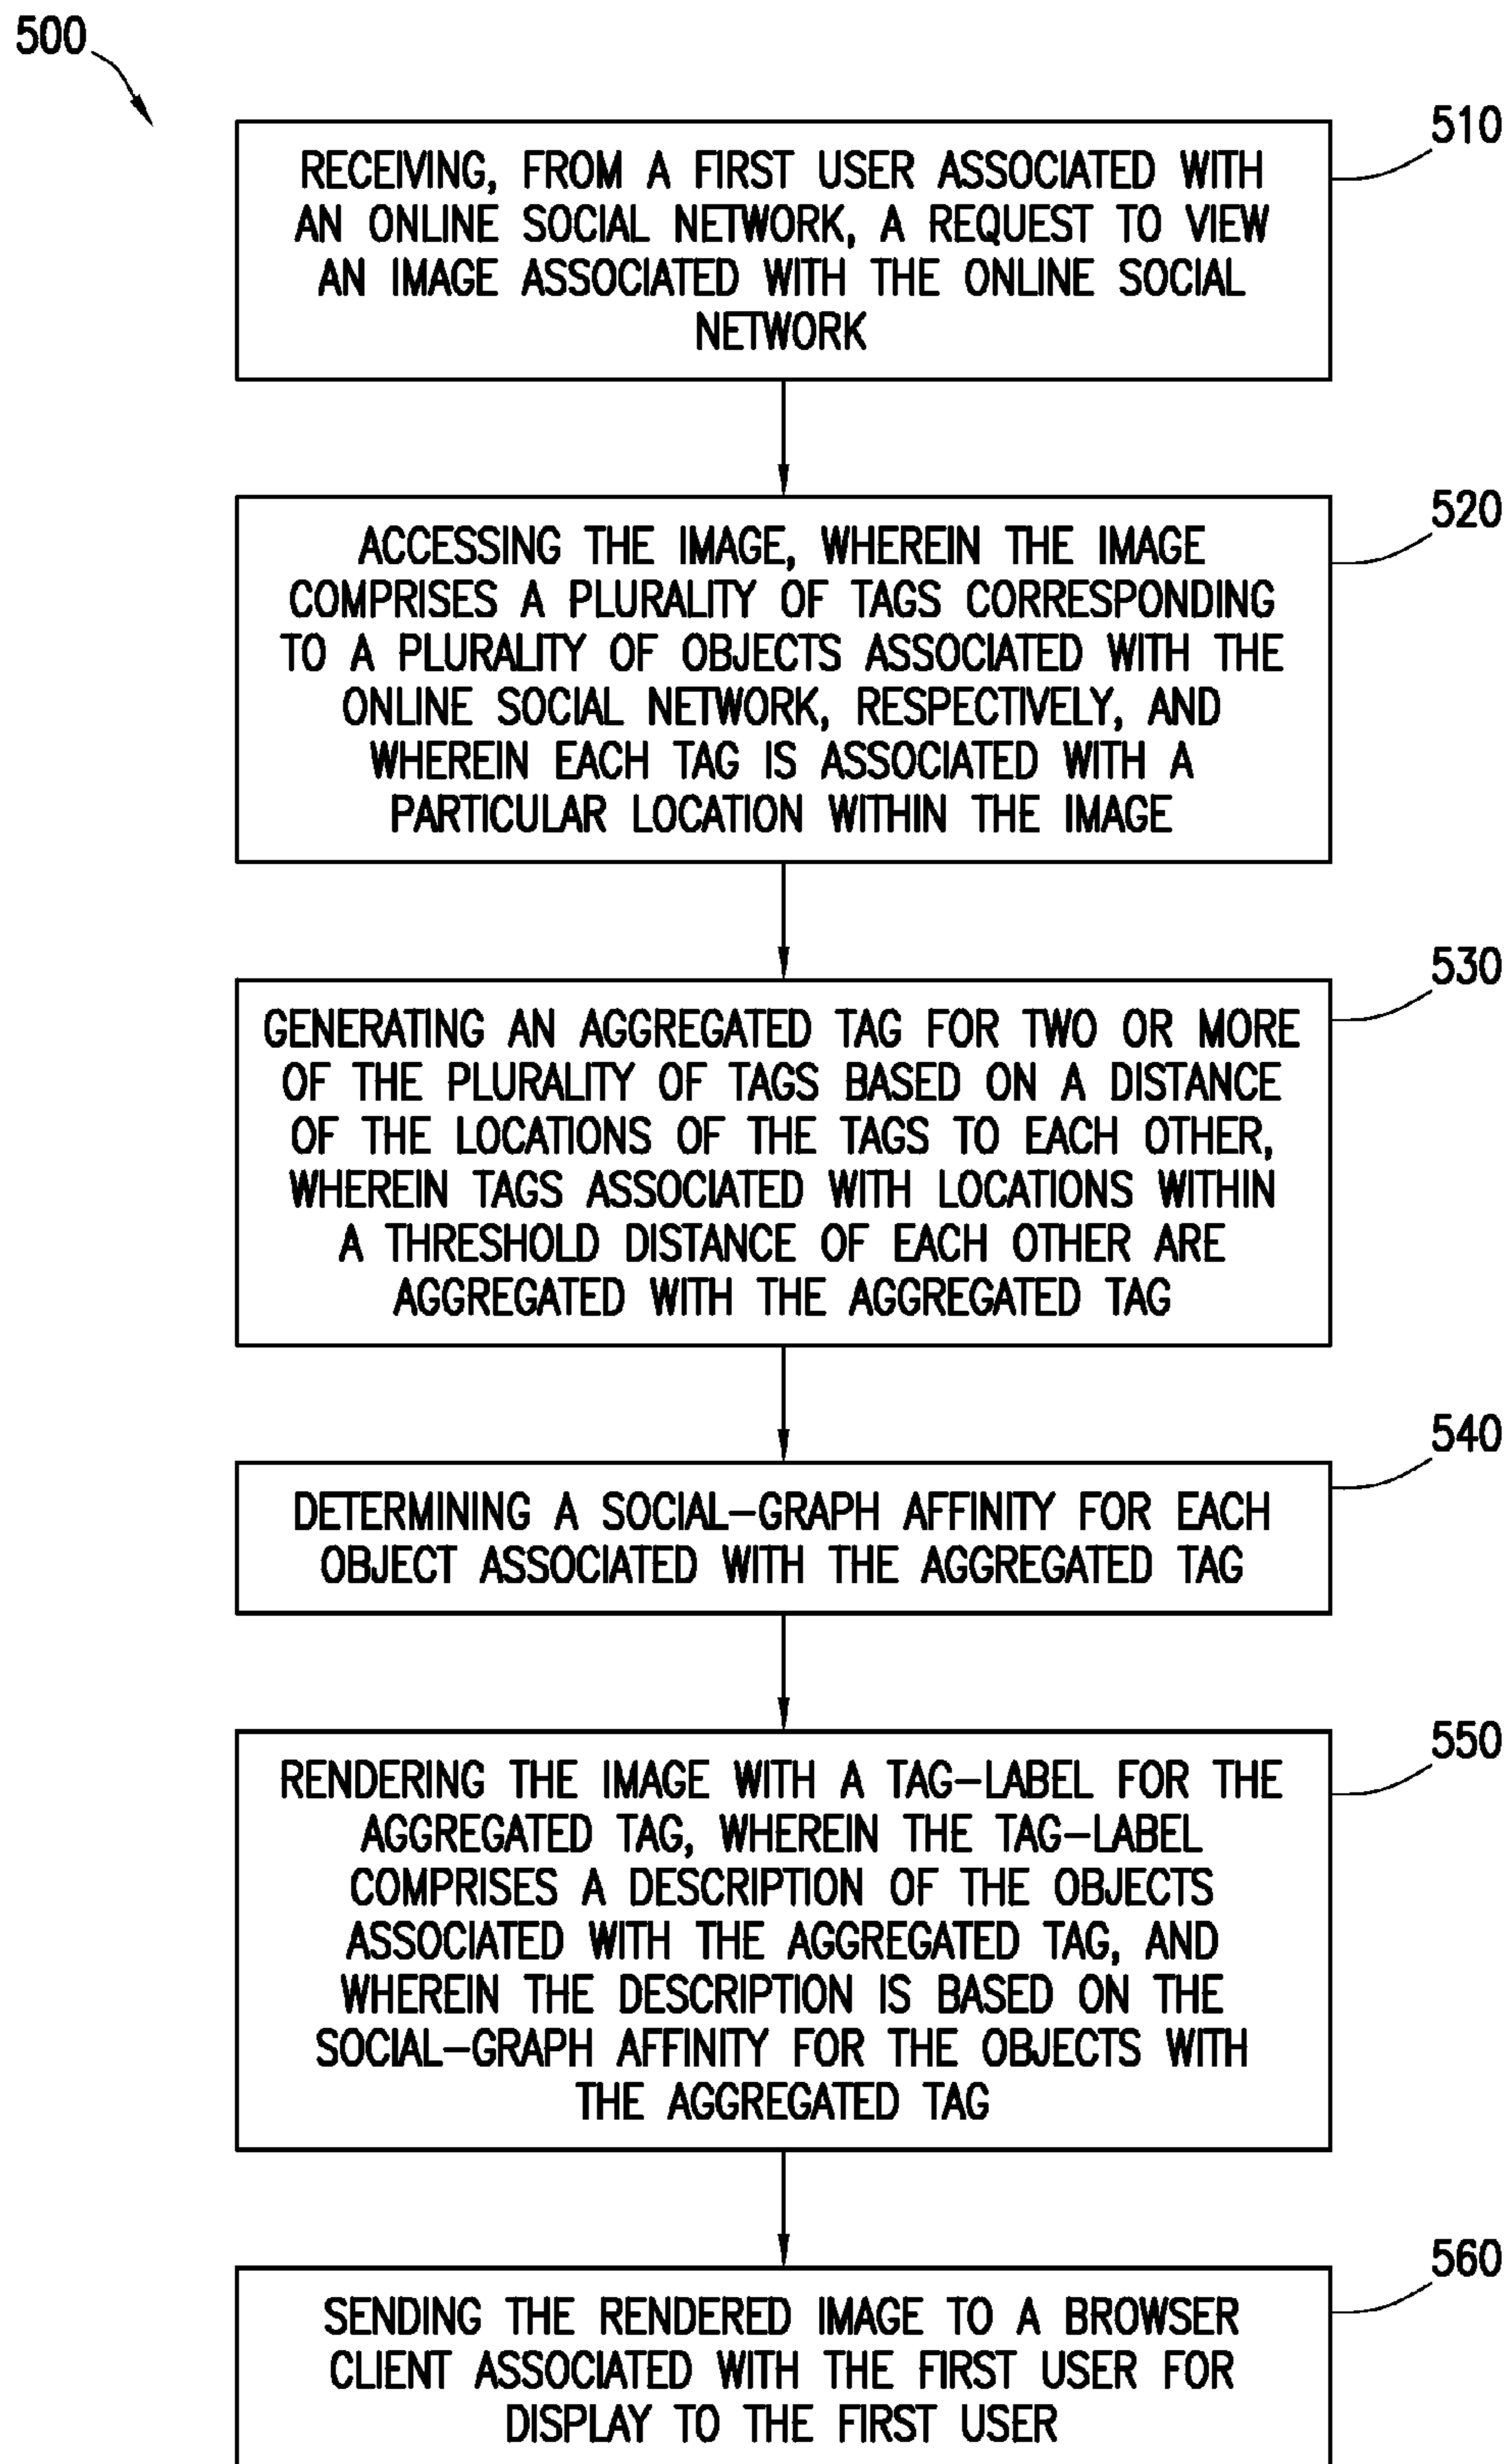 500
510
RECEIVING, FROM A FIRST USER ASSOCIATED WITH
AN ONLINE SOCIAL NETWORK, A REQUEST TO VIEW
AN IMAGE ASSOCIATED WITH THE ONLINE SOCIAL
NETWORK
520
ACCESSING THE IMAGE, WHEREIN THE IMAGE
COMPRISES A PLURALITY OF TAGS CORRESPONDING
TO A PLURALITY OF OBJECTS ASSOCIATED WITH THE
ONLINE SOCIAL NETWORK, RESPECTIVELY, AND
WHEREIN EACH TAG IS ASSOCIATED WITH A
PARTICULAR LOCATION WITHIN THE IMAGE
530
GENERATING AN AGGREGATED TAG FOR TWO OR MORE
OF THE PLURALITY OF TAGS BASED ON A DISTANCE
OF THE LOCATIONS OF THE TAGS TO EACH OTHER,
WHEREIN TAGS ASSOCIATED WITH LOCATIONS WITHIN
A THRESHOLD DISTANCE OF EACH OTHER ARE
AGGREGATED WITH THE AGGREGATED TAG
540
DETERMINING A SOCIAL-GRAPH AFFINITY FOR EACH
OBJECT ASSOCIATED WITH THE AGGREGATED TAG
550
RENDERING THE IMAGE WITH A TAG-LABEL FOR THE
AGGREGATED TAG, WHEREIN THE TAG-LABEL
COMPRISES A DESCRIPTION OF THE OBJECTS
ASSOCIATED WITH THE AGGREGATED TAG, AND
WHEREIN THE DESCRIPTION IS BASED ON THE
SOCIAL-GRAPH AFFINITY FOR THE OBJECTS WITH
THE AGGREGATED TAG
560
SENDING THE RENDERED IMAGE TO A BROWSER
CLIENT ASSOCIATED WITH THE FIRST USER FOR
DISPLAY TO THE FIRST USER